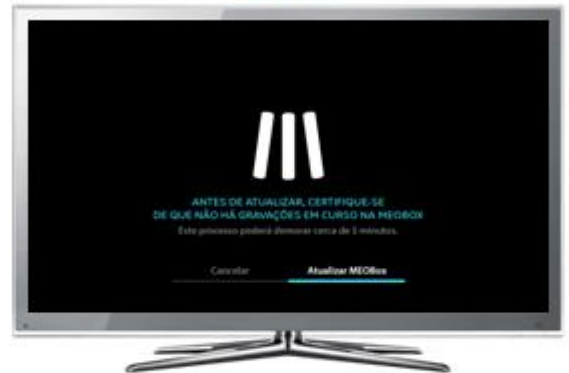 ANTES DE ATUALIZAR, CERTIFIQUE-SE
DE QUE NÃO HÁ GRAVAÇÕES EM CURSO NA MEOBOX
Este processo poderá demorar cerca de 5 minutos.
Cancelar Atualizar MEOBox